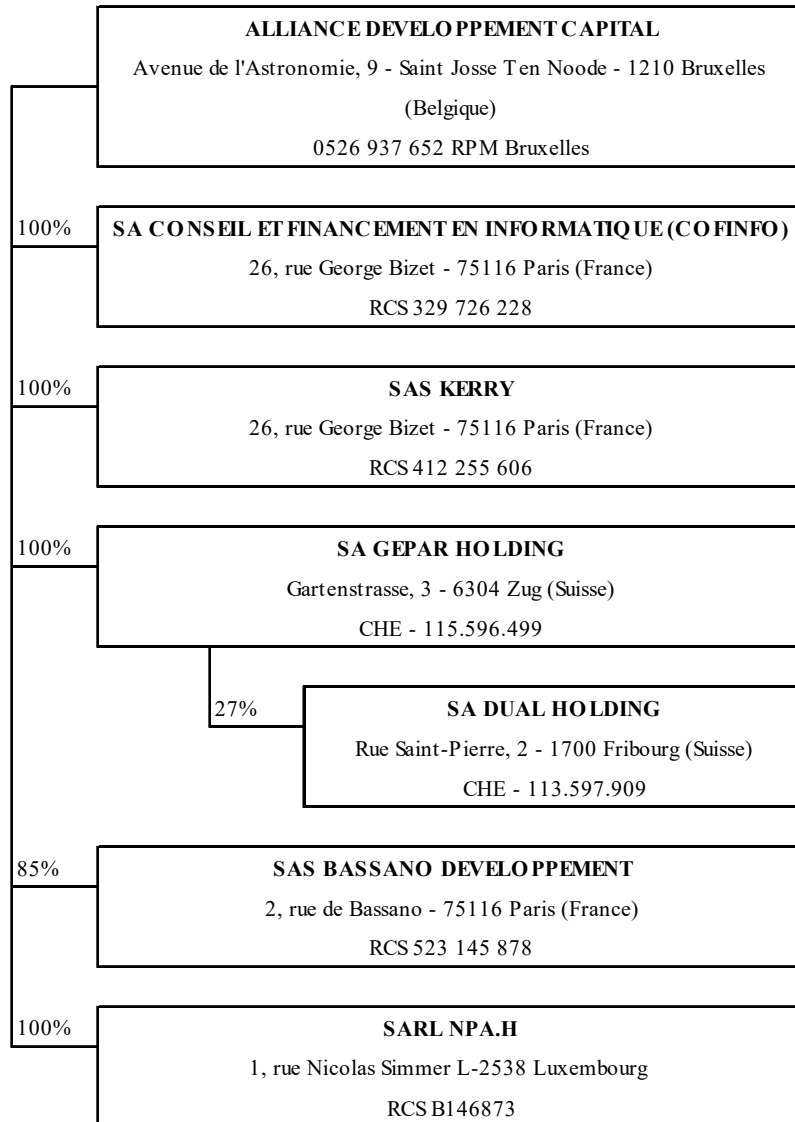 ALLIANCE DEVELOPPEMENT CAPITAL
Avenue de l'Astronomie, 9 - Saint Josse Ten Noode - 1210 Bruxelles
(Belgique)
0526 937 652 RPM Bruxelles
100%
SA CONSEIL ET FINANCEMENT EN INFORMATIQUE (COFINFO)
26, rue George Bizet - 75116 Paris (France)
RCS 329 726 228
100%
SAS KERRY
26, rue George Bizet - 75116 Paris (France)
RCS 412 255 606
100%
SA GEPAR HOLDING
Gartenstrasse, 3 - 6304 Zug (Suisse)
CHE - 115.596.499
27%
SA DUAL HOLDING
Rue Saint-Pierre, 2 - 1700 Fribourg (Suisse)
CHE - 113.597.909
85%
SAS BASSANO DEVELOPPEMENT
2, rue de Bassano - 75116 Paris (France)
RCS 523 145 878
100%
SARL NPA.H
1, rue Nicolas Simmer L-2538 Luxembourg
RCS B146873